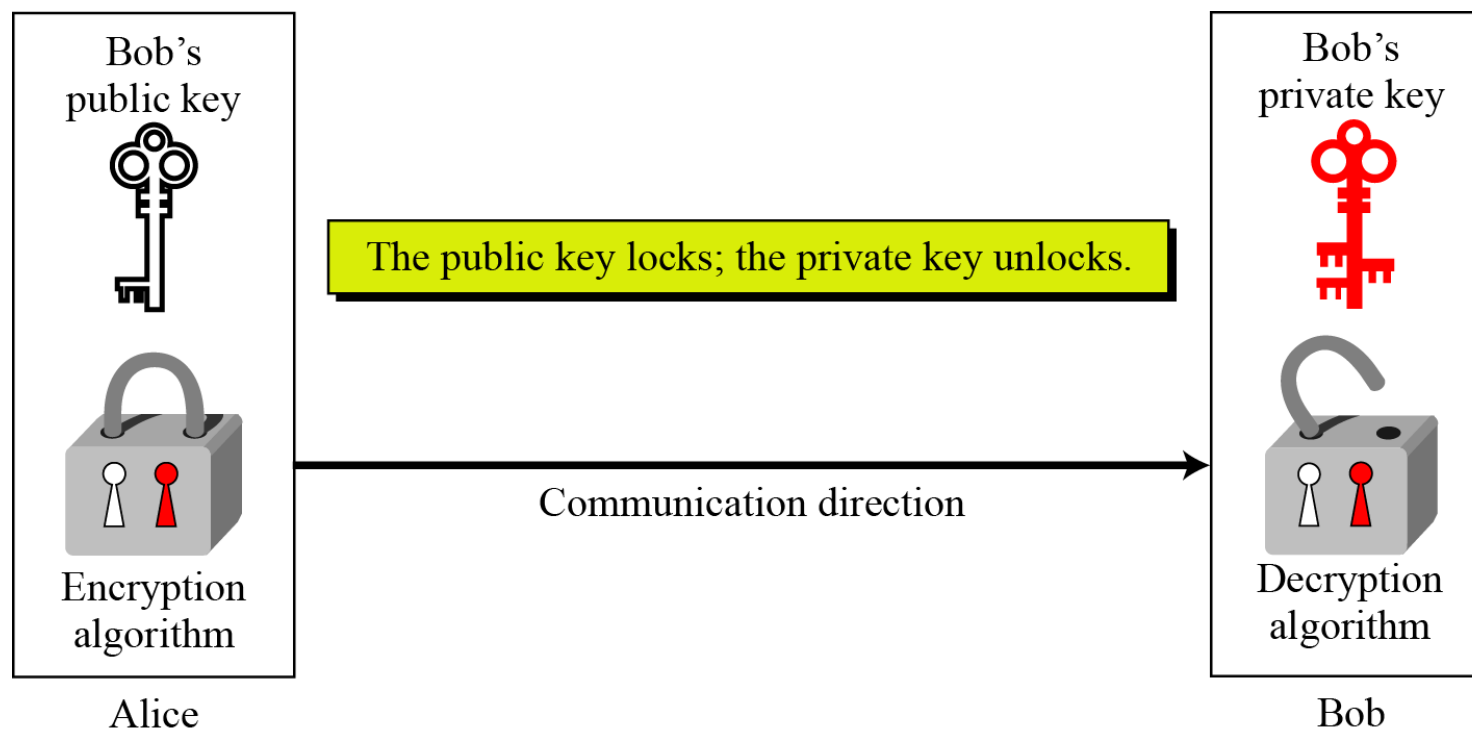 Bob’s
public key
Bob’s
private key
The public key locks; the private key unlocks.
Communication direction
Encryption
algorithm
Decryption
algorithm
Alice
Bob